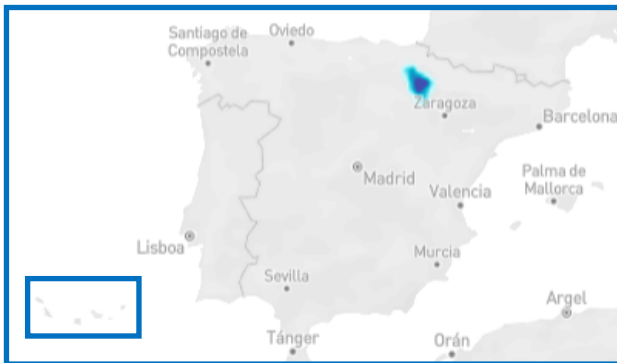 Santiago de
Compostela
Oviedo
Zaragoza
Barcelona
Madrid
Palma de
Mallorca
Valencia
Lisboa
Murcia
Sevilla
Argel
Tánger
Orán